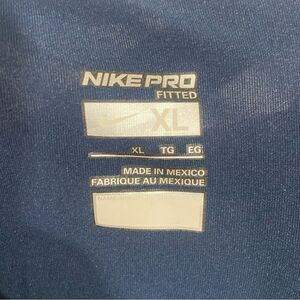 NIKE PRO
FITTED
XL
XL TG EG
MADE IN MEXICO
FABRIQUE AU MEXIQUE